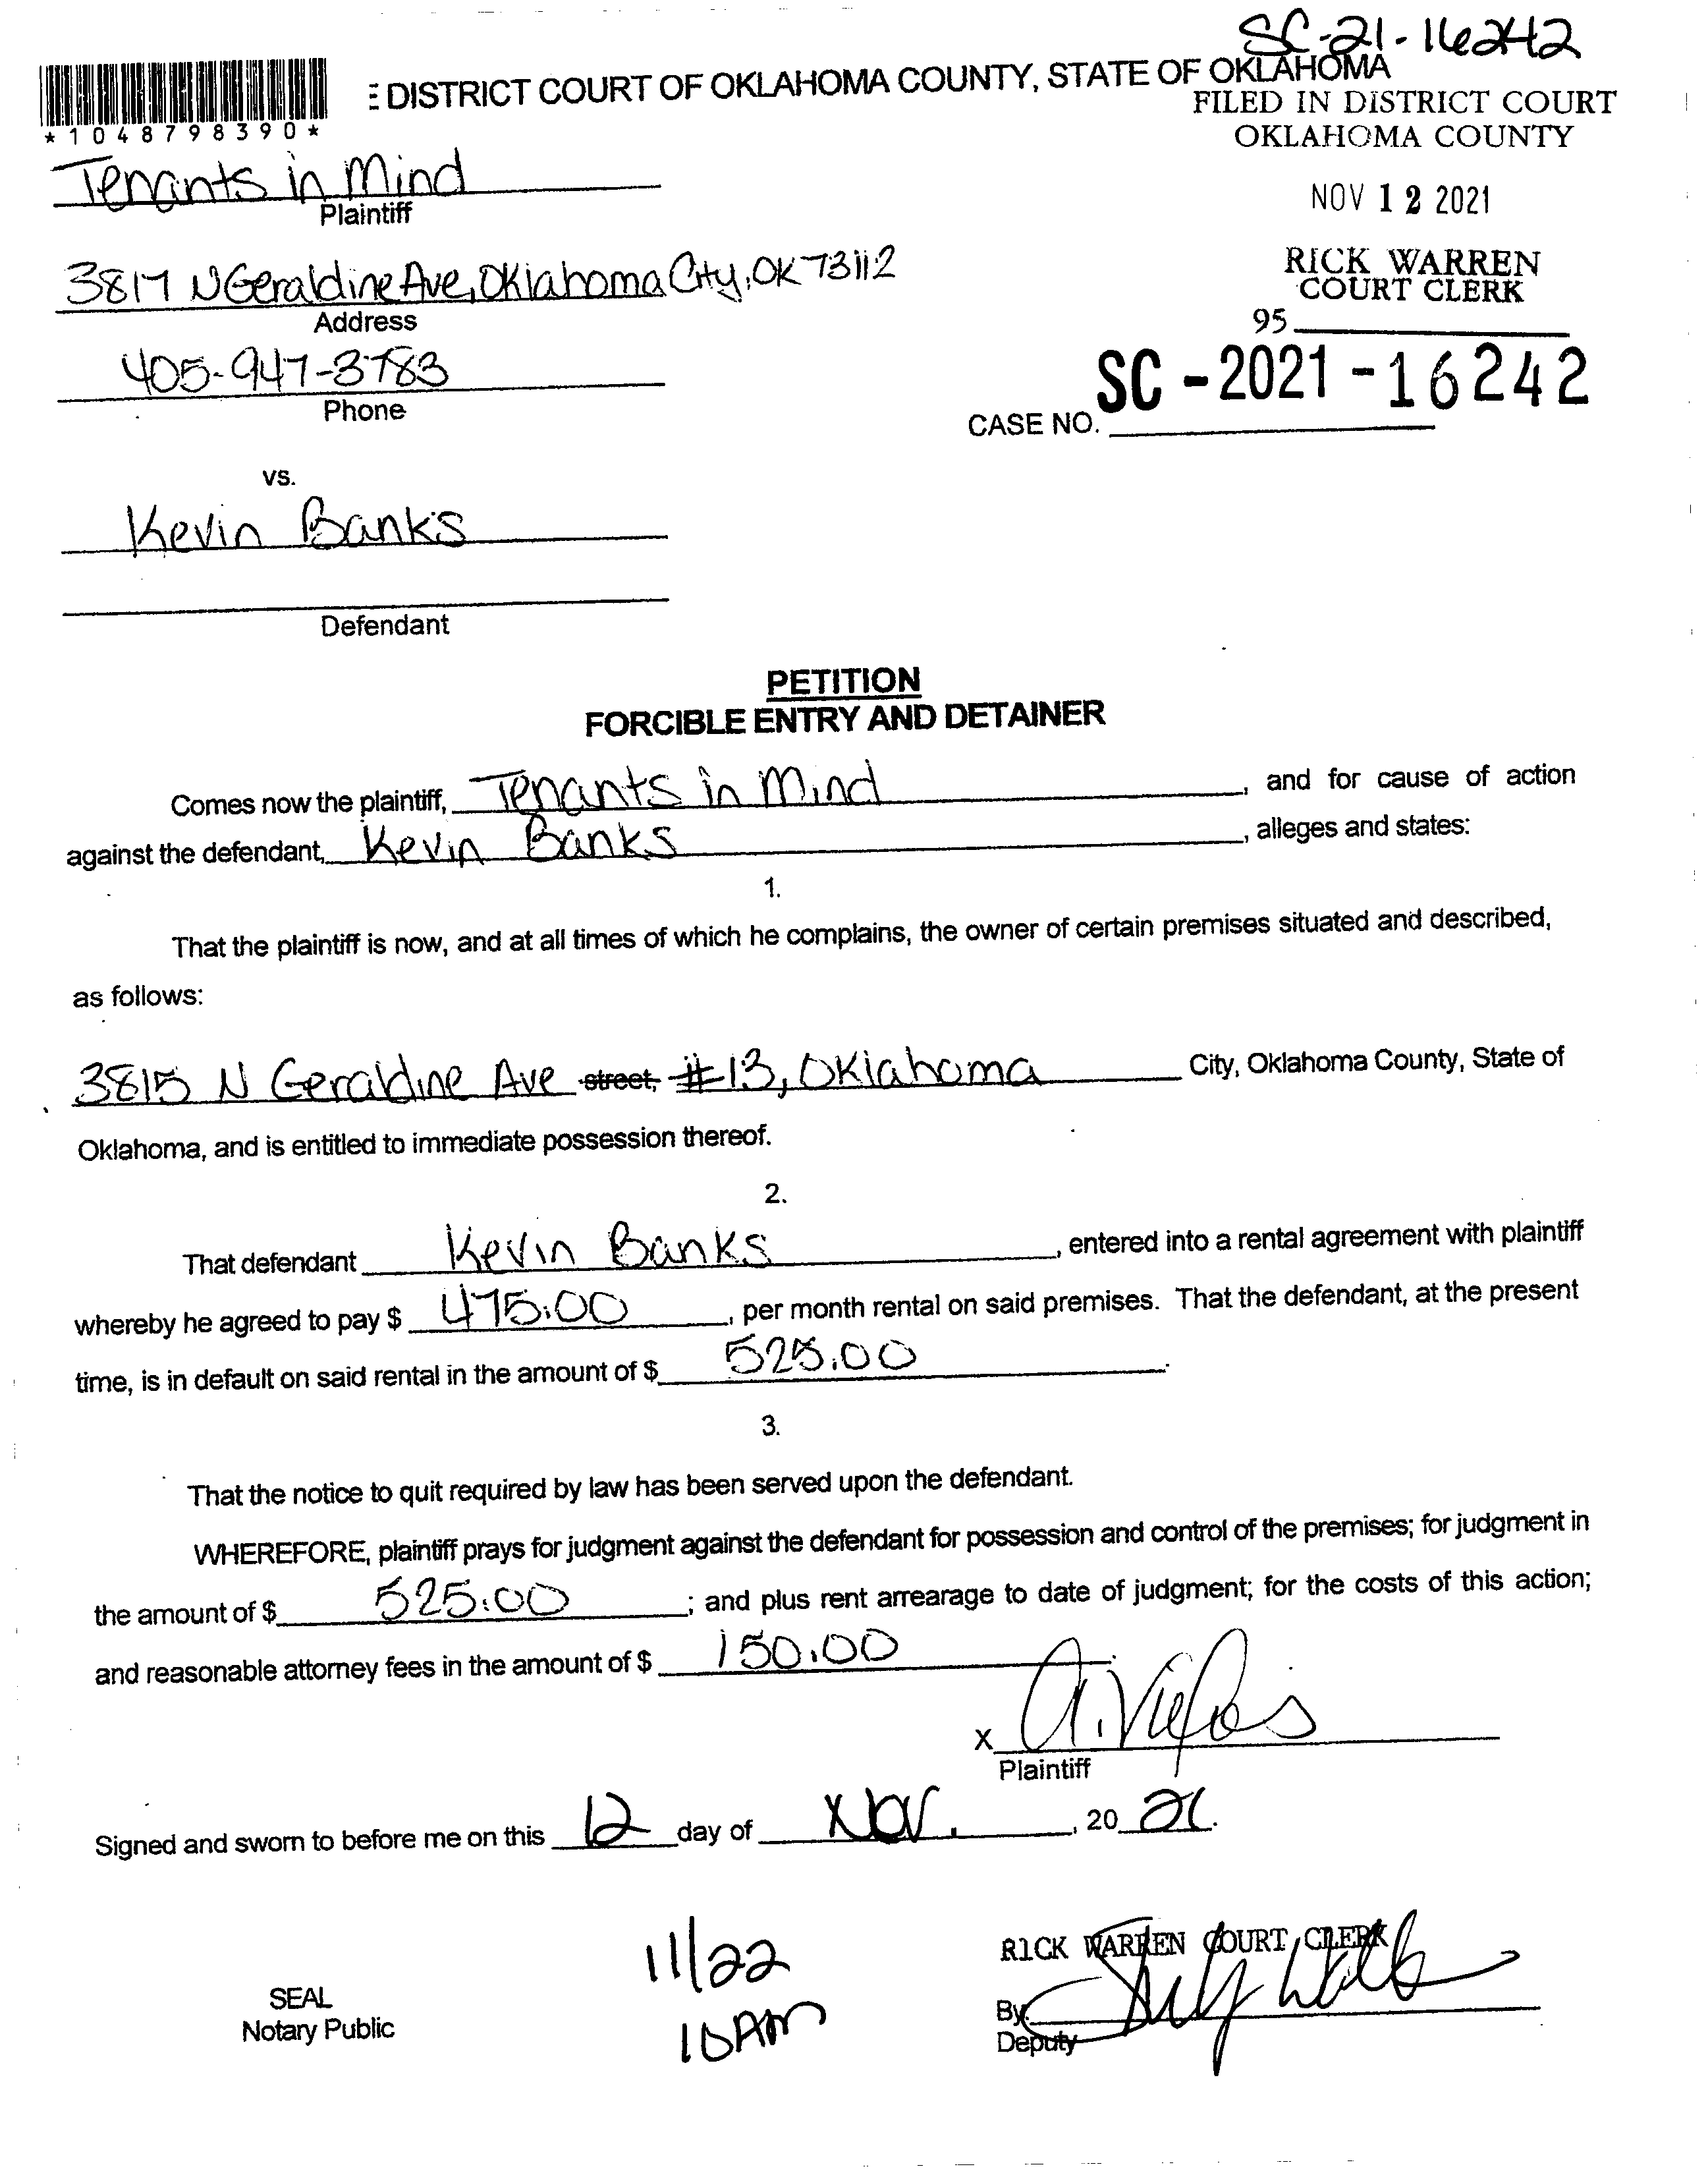 SC-21-16242
DISTRICT COURT OF OKLAHOMA COUNTY, STATE OF OKLAHOMA
*1048798390*
FILED IN DISTRICT COURT
OKLAHOMA COUNTY
Tenants in Mind
Plaintiff
NOV 12 2021
3817 N Geraldine Ave, Oklahoma City, OK 73112
Address
RICK WARREN
COURT CLERK
95
405-947-3783
Phone
SC-2021-16242
CASE NO.
vs.
Kevin Banks
Defendant
PETITION
FORCIBLE ENTRY AND DETAINER
Comes now the plaintiff, Tenants in Mind, and for cause of action
against the defendant, Kevin Banks, alleges and states:
1.
That the plaintiff is now, and at all times of which he complains, the owner of certain premises situated and described,
as follows:
3815 N Geraldine Ave street, #13, Oklahoma City, Oklahoma County, State of
Oklahoma, and is entitled to immediate possession thereof.
2.
That defendant Kevin Banks, entered into a rental agreement with plaintiff
whereby he agreed to pay $ 475.00, per month rental on said premises. That the defendant, at the present
time, is in default on said rental in the amount of $ 525.00.
3.
That the notice to quit required by law has been served upon the defendant.
WHEREFORE, plaintiff prays for judgment against the defendant for possession and control of the premises; for judgment in
the amount of $ 525.00; and plus rent arrearage to date of judgment; for the costs of this action;
and reasonable attorney fees in the amount of $ 150.00.
X
Plaintiff
Signed and sworn to before me on this 12 day of Nov., 2021.
11/22
10AM
SEAL
Notary Public
RICK WARREN COURT CLERK
By
Deputy